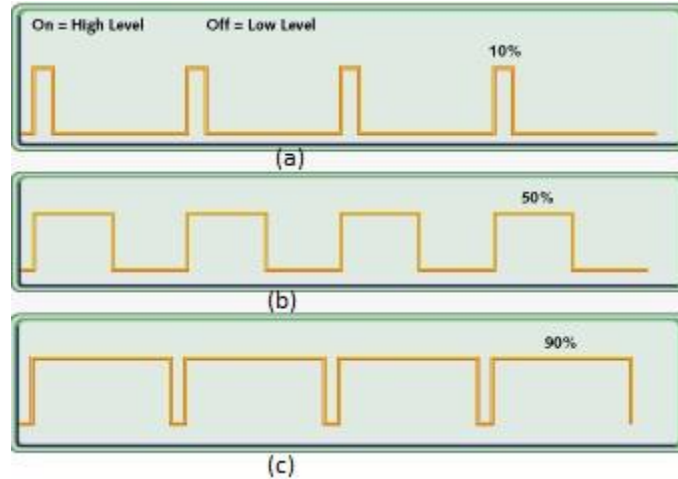 On = High Level Off = Low Level
10%
(a)
50%
(b)
90%
(c)